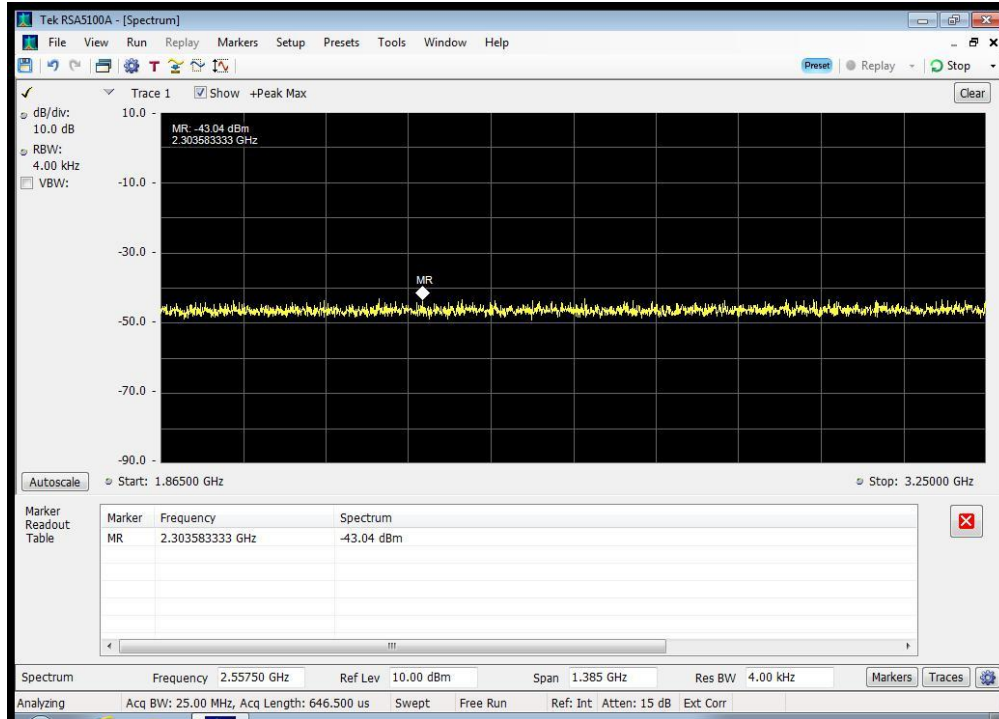 Tek RSA5100A - [Spectrum]
File View Run Replay Markers Setup Presets Tools Window Help
Preset Replay Stop
Trace 1 Show +Peak Max Clear
dB/div:
10.0 dB
RBW:
4.00 kHz
VBW:
10.0
MR: -43.04 dBm
2.303583333 GHz
-10.0
-30.0
MR
-50.0
-70.0
-90.0
Autoscale Start: 1.86500 GHz Stop: 3.25000 GHz
Marker
Readout
Table
Marker Frequency Spectrum
MR 2.303583333 GHz -43.04 dBm
Spectrum Frequency 2.55750 GHz Ref Lev 10.00 dBm Span 1.385 GHz Res BW 4.00 kHz Markers Traces
Analyzing Acq BW: 25.00 MHz, Acq Length: 646.500 us Swept Free Run Ref: Int Atten: 15 dB Ext Corr